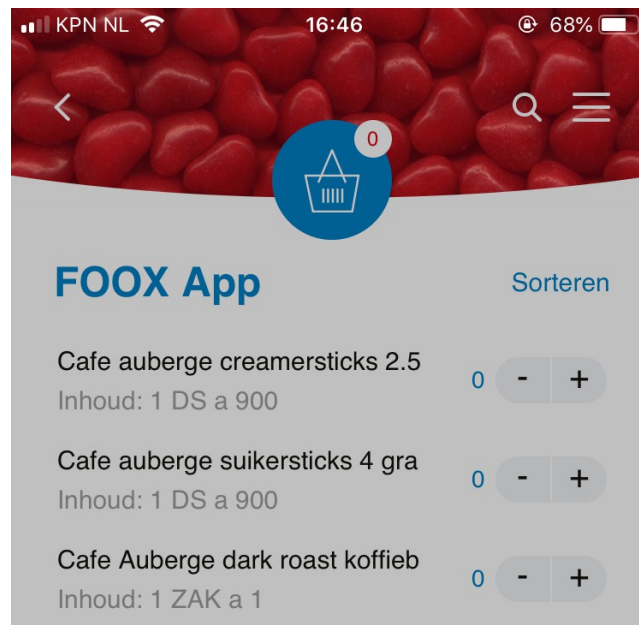 KPN NL 16:46 68%
0
FOOX App Sorteren
Cafe auberge creamersticks 2.5
Inhoud: 1 DS a 900
0 - +
Cafe auberge suikersticks 4 gra
Inhoud: 1 DS a 900
0 - +
Cafe Auberge dark roast koffieb
Inhoud: 1 ZAK a 1
0 - +